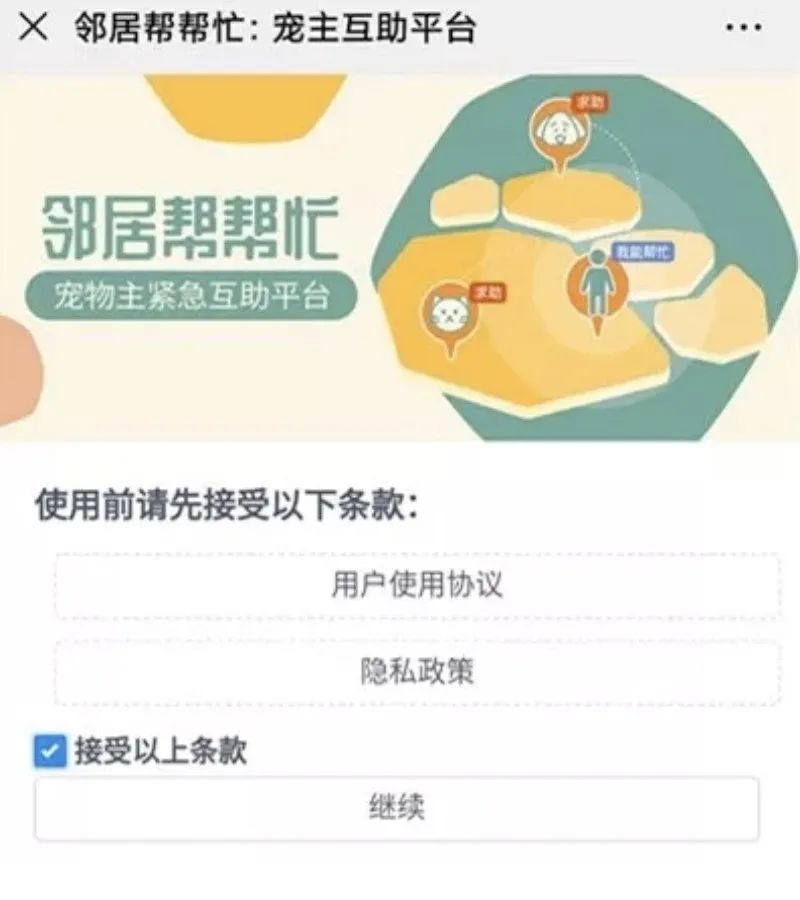 邻居帮帮忙：宠主互助平台
邻居帮帮忙
宠物主紧急互助平台
求助
我能帮忙
求助
使用前请先接受以下条款：
用户使用协议
隐私政策
接受以上条款
继续